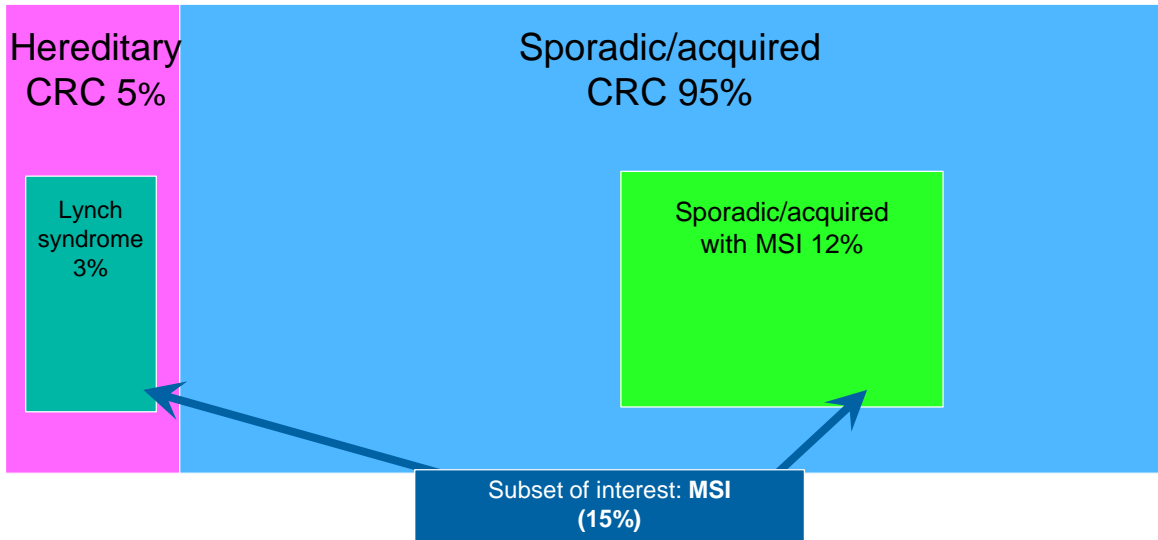 Hereditary
CRC 5%
Sporadic/acquired
CRC 95%
Lynch
syndrome
3%
Sporadic/acquired
with MSI 12%
Subset of interest: MSI
(15%)